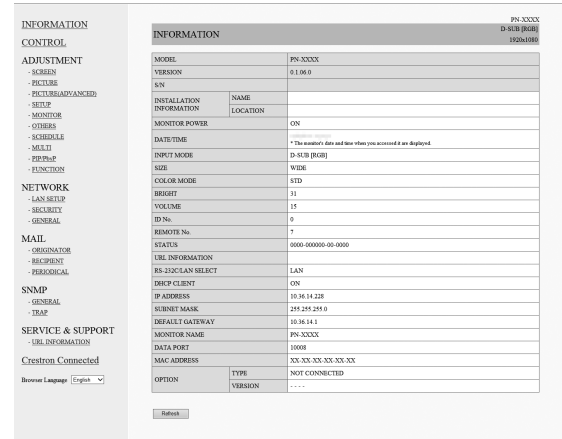 INFORMATION
CONTROL
ADJUSTMENT
- SCREEN
- PICTURE
- PICTURE(ADVANCED)
- SETUP
- MONITOR
- OTHERS
- SCHEDULE
- MULTI
- PIP/PbyP
- FUNCTION
NETWORK
- LAN SETUP
- SECURITY
- GENERAL
MAIL
- ORIGINATOR
- RECIPIENT
- PERIODICAL
SNMP
- GENERAL
- TRAP
SERVICE & SUPPORT
- URL INFORMATION
Crestron Connected
Browser Language English
PN-XXXX
INFORMATION D-SUB [RGB]
1920x1080
MODEL PN-XXXX
VERSION 0.1.06.0
S/N
INSTALLATION INFORMATION NAME
LOCATION
MONITOR POWER ON
DATE/TIME
* The monitor's date and time when you accessed it are displayed.
INPUT MODE D-SUB [RGB]
SIZE WIDE
COLOR MODE STD
BRIGHT 31
VOLUME 15
ID No. 0
REMOTE No. 7
STATUS 0000-000000-00-0000
URL INFORMATION
RS-232C/LAN SELECT LAN
DHCP CLIENT ON
IP ADDRESS 10.36.14.228
SUBNET MASK 255.255.255.0
DEFAULT GATEWAY 10.36.14.1
MONITOR NAME PN-XXXX
DATA PORT 10008
MAC ADDRESS XX-XX-XX-XX-XX-XX
OPTION TYPE NOT CONNECTED
VERSION - - - -
Refresh